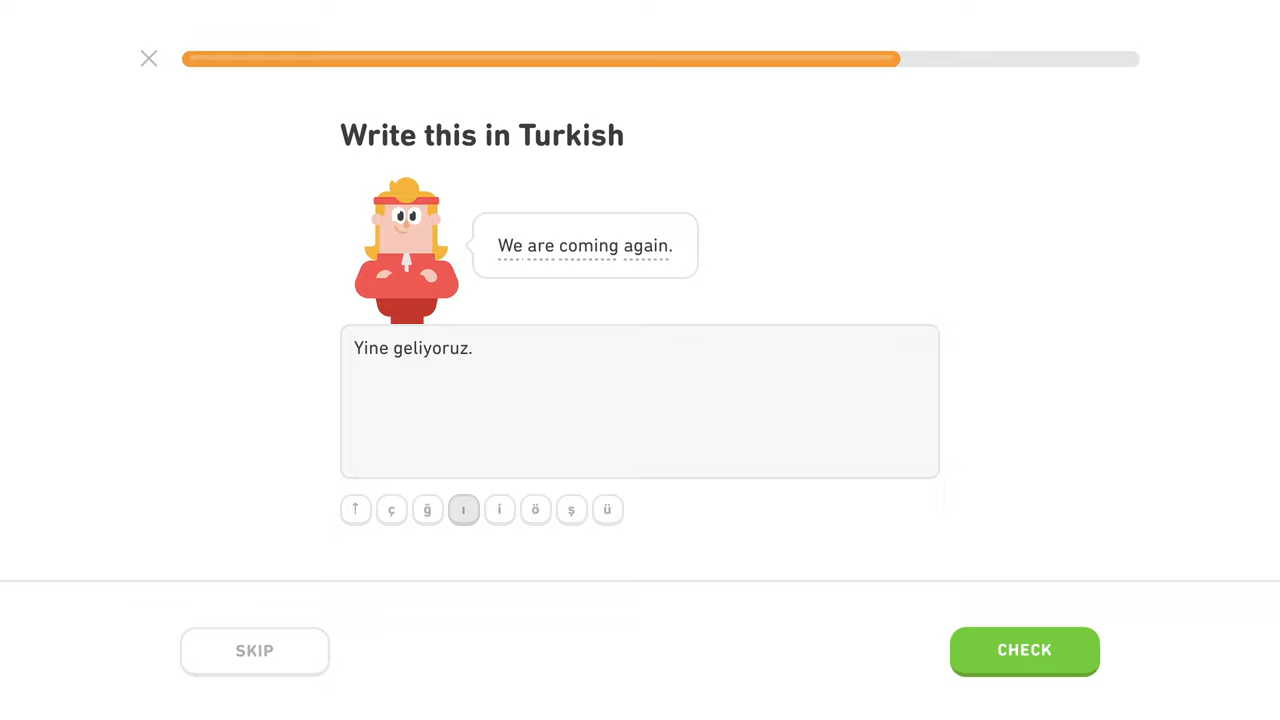 Write this in Turkish
We are coming again.
Yine geliyoruz.
↑ ç ğ ı i ö ş ü
SKIP
CHECK